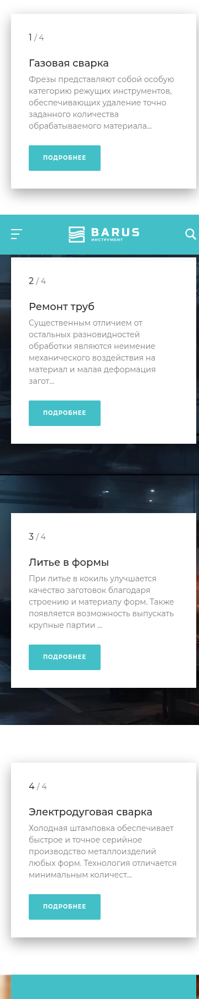 1 / 4
Газовая сварка
Фрезы представляют собой особую
категорию режущих инструментов,
обеспечивающих удаление точно
заданного количества
обрабатываемого материала...
ПОДРОБНЕЕ
BARUS
ИНСТРУМЕНТ
2 / 4
Ремонт труб
Существенным отличием от
остальных разновидностей
обработки являются неимение
механического воздействия на
материал и малая деформация
загот...
ПОДРОБНЕЕ
3 / 4
Литье в формы
При литье в кокиль улучшается
качество заготовок благодаря
строению и материалу форм. Также
появляется возможность выпускать
крупные партии ...
ПОДРОБНЕЕ
4 / 4
Электродуговая сварка
Холодная штамповка обеспечивает
быстрое и точное серийное
производство металлоизделий
любых форм. Технология отличается
минимальным количест...
ПОДРОБНЕЕ